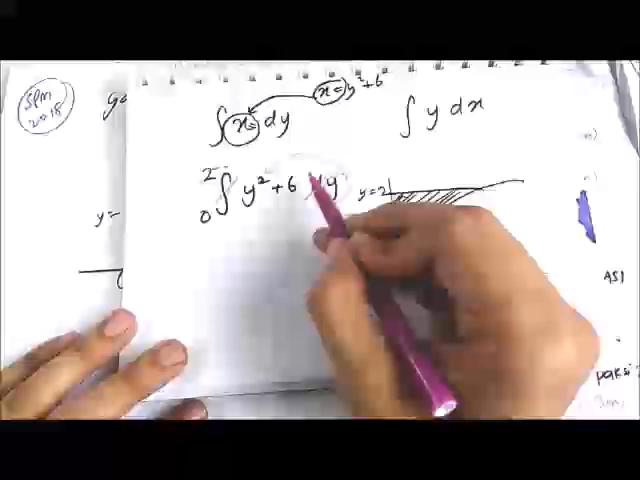 SPM
2018
x = y² + 6
∫ x = dy
∫ y dx
2
∫ y² + 6 dy
0
y = 2
y =
ASI
paksi